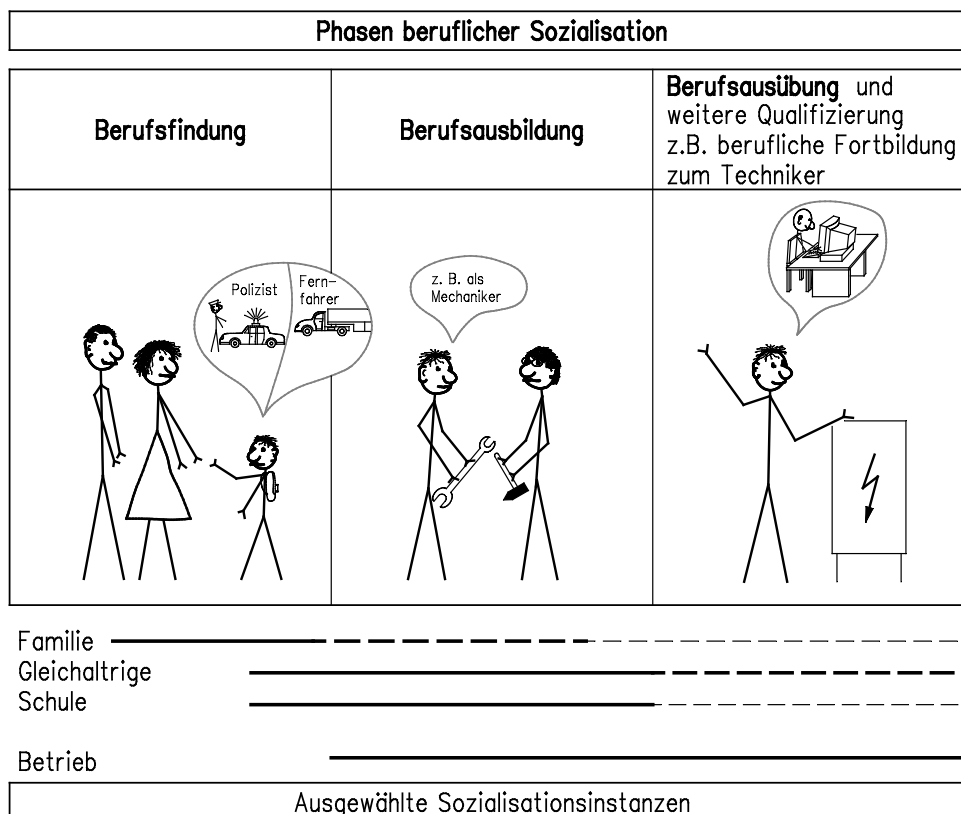 Phasen beruflicher Sozialisation
Berufsfindung
Berufsausbildung
Berufsausübung und
weitere Qualifizierung
z.B. berufliche Fortbildung
zum Techniker
Polizist
Fern-
fahrer
z. B. als
Mechaniker
Familie
Gleichaltrige
Schule
Betrieb
Ausgewählte Sozialisationsinstanzen